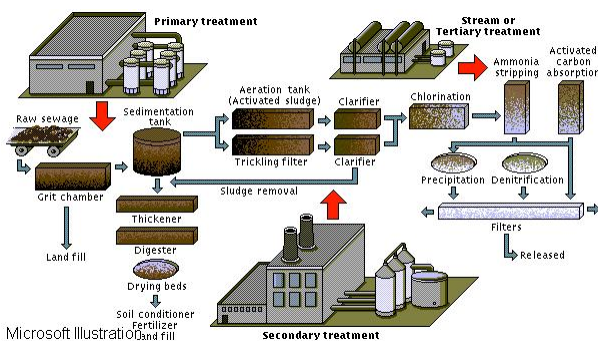 Primary treatment
Stream or
Tertiary treatment
Raw sewage
Sedimentation
tank
Aeration tank
(Activated sludge)
Clarifier
Chlorination
Ammonia
stripping
Activated
carbon
absorption
Trickling filter
Clarifier
Grit chamber
Sludge removal
Precipitation
Denitrification
Thickener
Filters
Digester
Land fill
Released
Drying beds
Soil conditioner
Fertilizer
Land fill
Microsoft Illustration
Secondary treatment